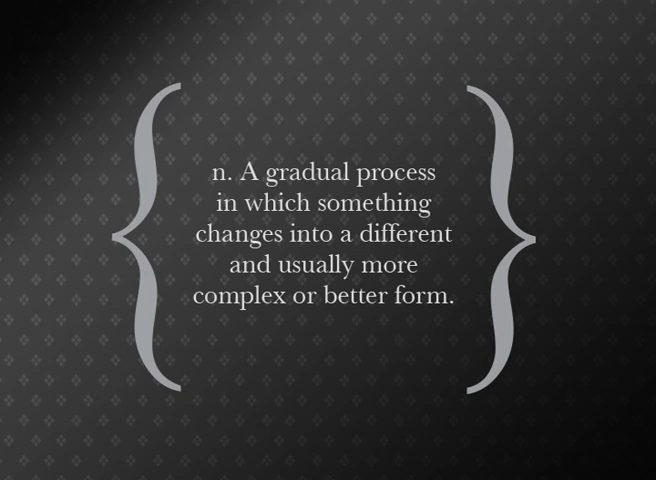 n. A gradual process
in which something
changes into a different
and usually more
complex or better form.